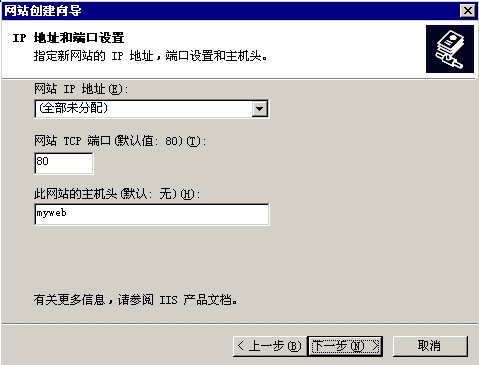 网站创建向导
IP 地址和端口设置
指定新网站的 IP 地址，端口设置和主机头。
网站 IP 地址(E):
(全部未分配)
网站 TCP 端口(默认值: 80)(T):
80
此网站的主机头(默认: 无)(H):
myweb
有关更多信息，请参阅 IIS 产品文档。
< 上一步(B) 下一步(N) > 取消